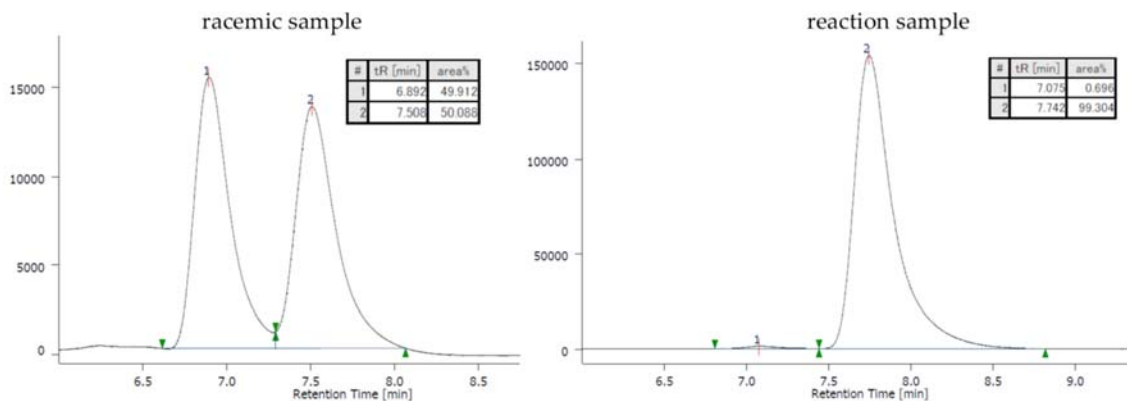 racemic sample
reaction sample
1
2
# tR [min] area%
1 6.892 49.912
2 7.508 50.088
15000
10000
5000
0
6.5 7.0 7.5 8.0 8.5
Retention Time [min]
1
2
# tR [min] area%
1 7.075 0.696
2 7.742 99.304
150000
100000
50000
0
6.5 7.0 7.5 8.0 8.5 9.0
Retention Time [min]